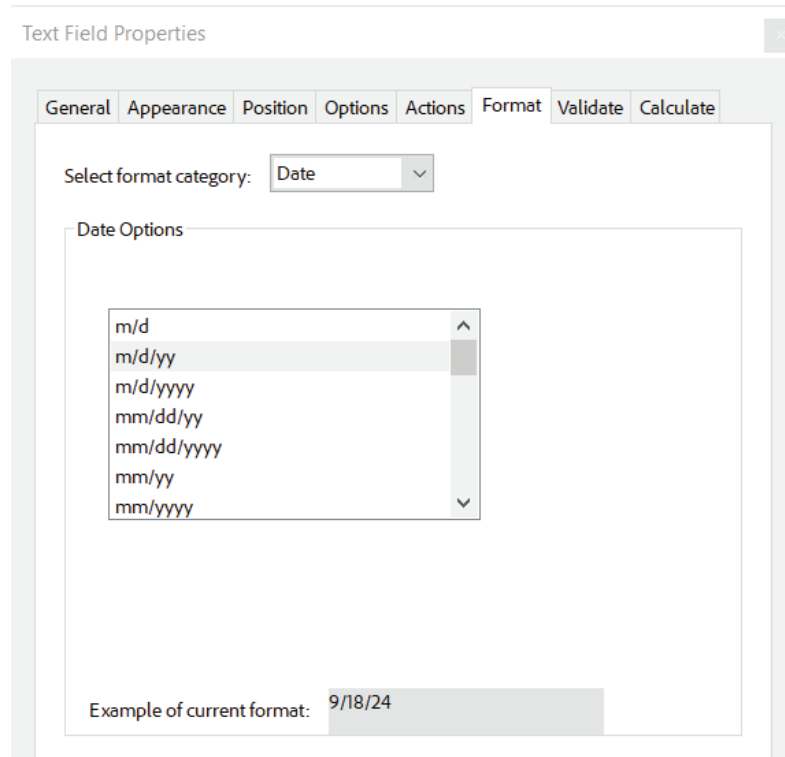 Text Field Properties
General Appearance Position Options Actions Format Validate Calculate
Select format category: Date
Date Options
m/d
m/d/yy
m/d/yyyy
mm/dd/yy
mm/dd/yyyy
mm/yy
mm/yyyy
Example of current format: 9/18/24